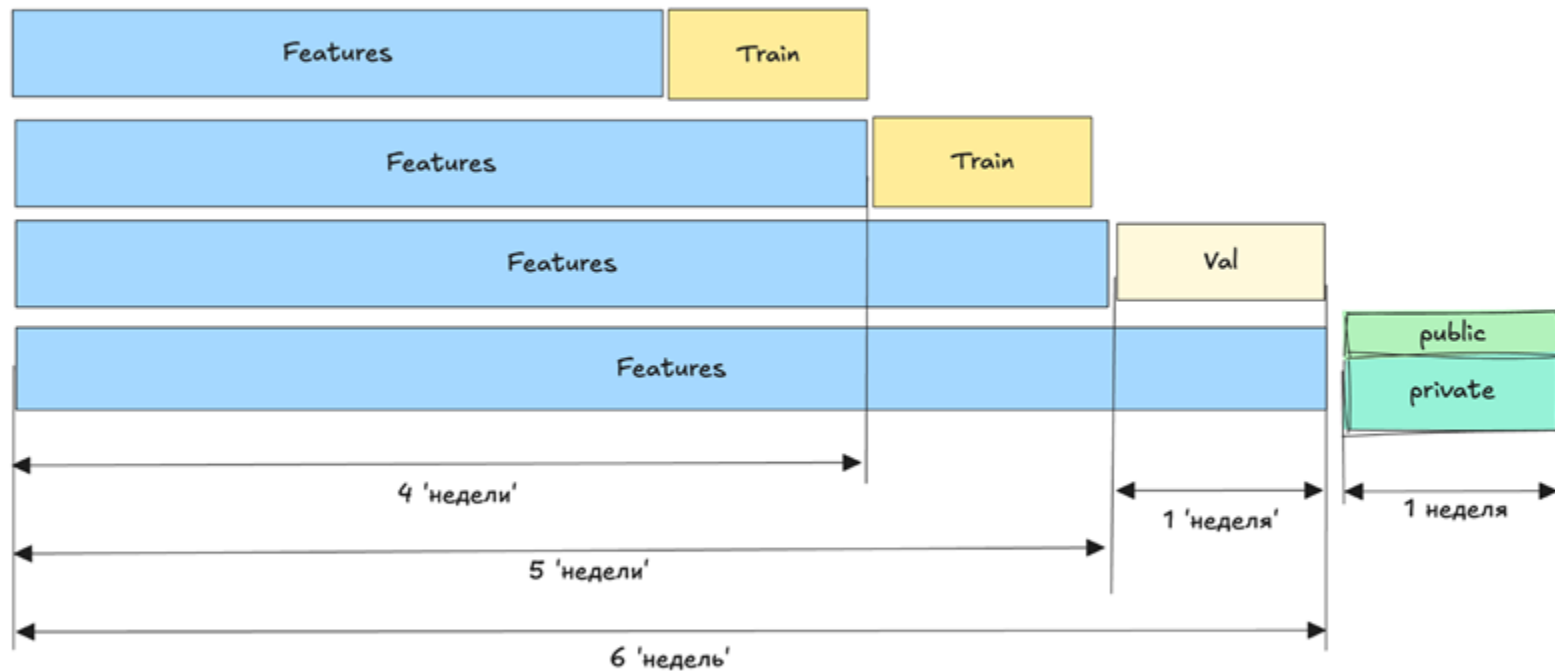 Features
Train
Features
Train
Features
Val
Features
public
private
4 'недели'
1 'неделя'
1 неделя
5 'недели'
6 'недель'